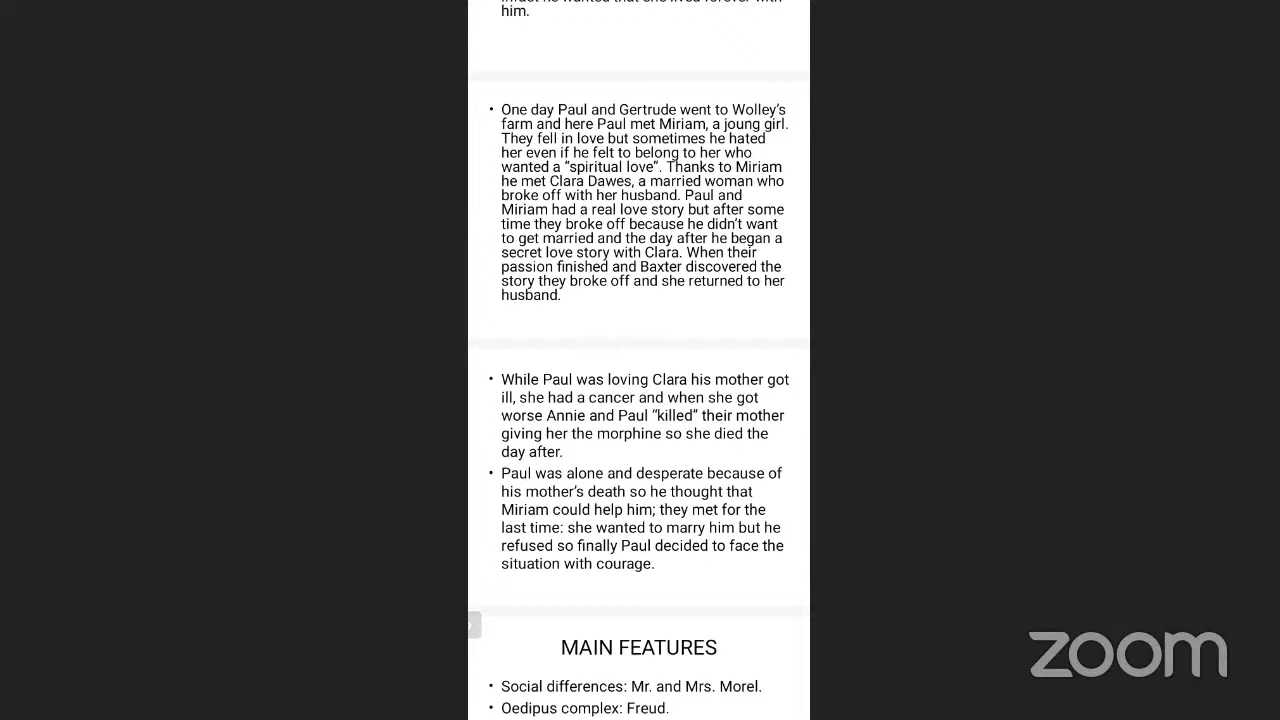 him.
• One day Paul and Gertrude went to Wolley's
farm and here Paul met Miriam, a joung girl.
They fell in love but sometimes he hated
her even if he felt to belong to her who
wanted a “spiritual love”. Thanks to Miriam
he met Clara Dawes, a married woman who
broke off with her husband. Paul and
Miriam had a real love story but after some
time they broke off because he didn't want
to get married and the day after he began a
secret love story with Clara. When their
passion finished and Baxter discovered the
story they broke off and she returned to her
husband.
• While Paul was loving Clara his mother got
ill, she had a cancer and when she got
worse Annie and Paul “killed” their mother
giving her the morphine so she died the
day after.
• Paul was alone and desperate because of
his mother's death so he thought that
Miriam could help him; they met for the
last time: she wanted to marry him but he
refused so finally Paul decided to face the
situation with courage.
MAIN FEATURES
• Social differences: Mr. and Mrs. Morel.
• Oedipus complex: Freud.
zoom